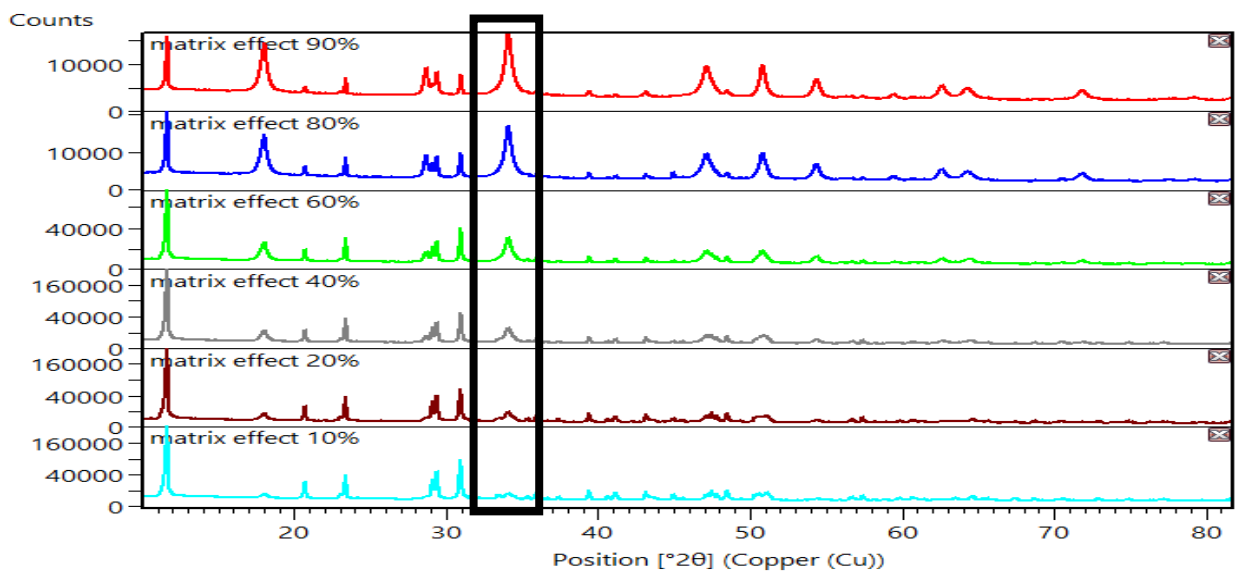 Counts
matrix effect 90%
10000
0
matrix effect 80%
10000
0
matrix effect 60%
40000
0
matrix effect 40%
160000
40000
0
matrix effect 20%
160000
40000
0
matrix effect 10%
160000
40000
0
20 30 40 50 60 70 80
Position [°2θ] (Copper (Cu))